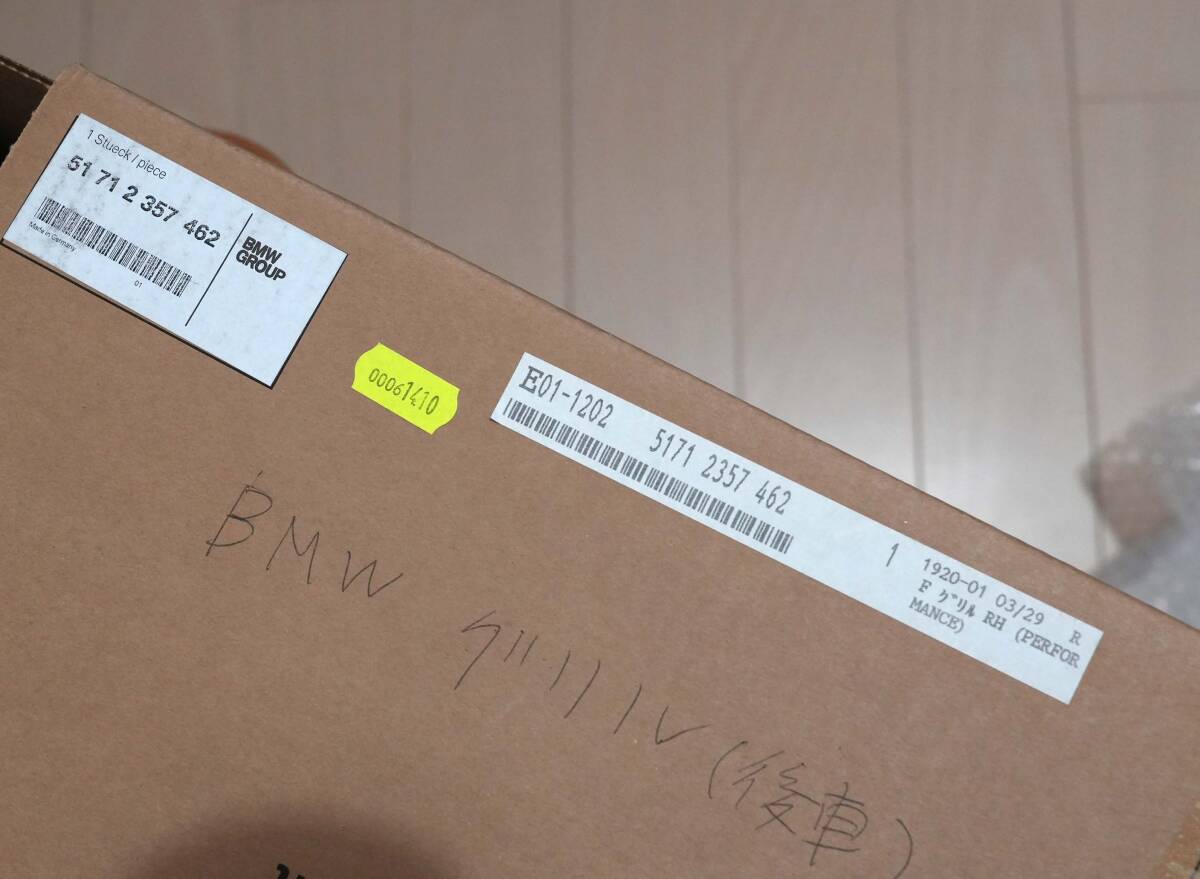 1 Stueck / piece
51 71 2 357 462
Made in Germany
01
BMW
GROUP
00061410
E01-1202 5171 2357 462
1 1920-01 03/29 R
F グリル RH (PERFOR
MANCE)
BMW グリル (後車)